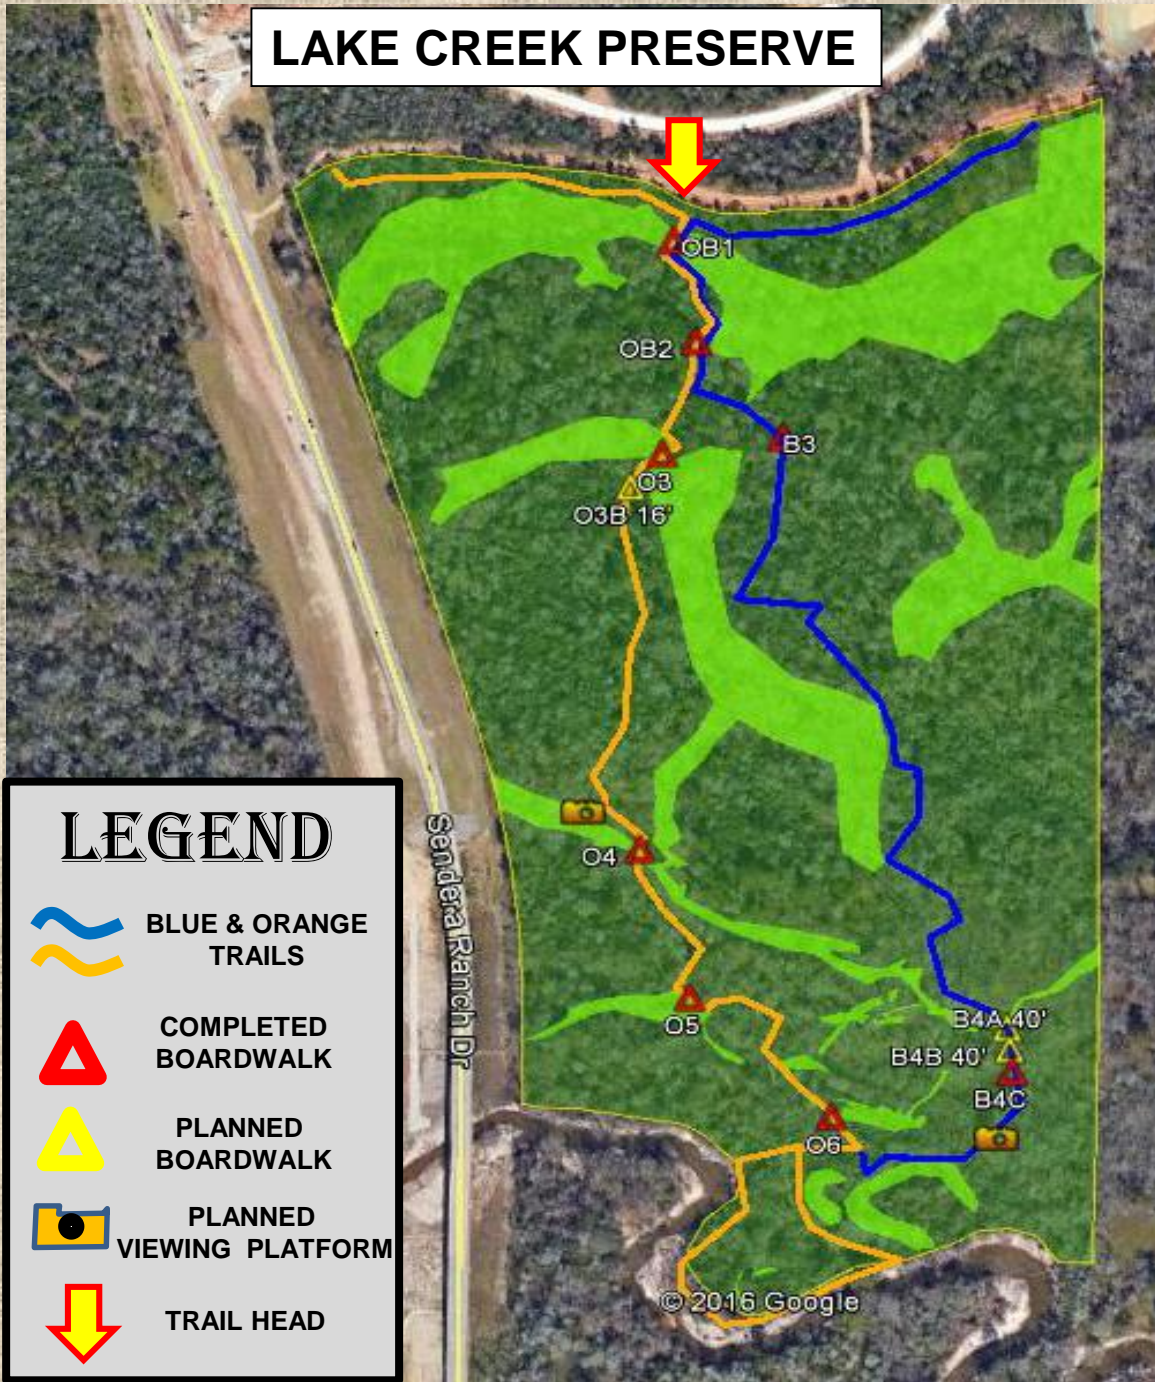 LAKE CREEK PRESERVE
OB1
OB2
B3
O3
O3B 16'
O4
Sendera Ranch Dr
O5
B4A 40'
B4B 40'
B4C
O6
© 2016 Google
LEGEND
BLUE & ORANGE
TRAILS
COMPLETED
BOARDWALK
PLANNED
BOARDWALK
PLANNED
VIEWING PLATFORM
TRAIL HEAD